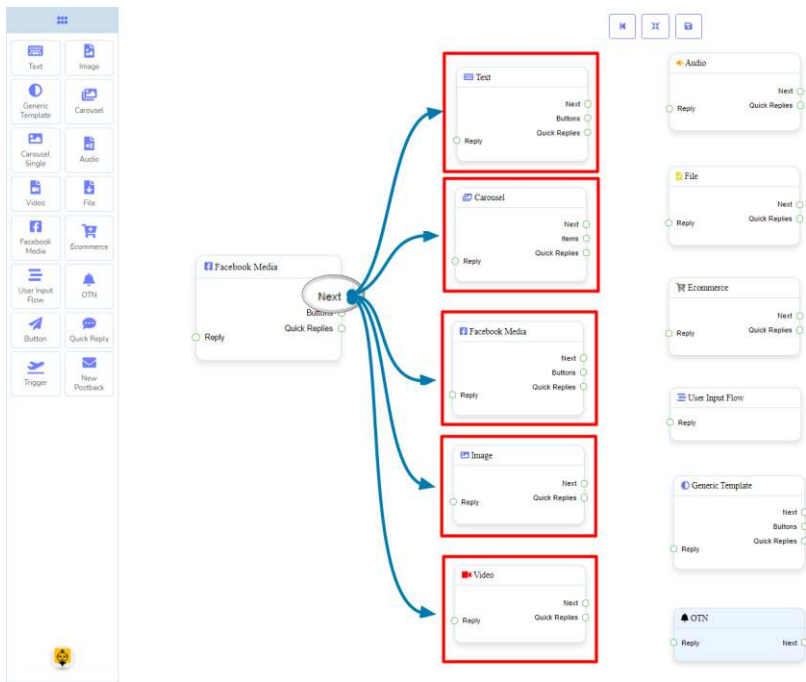 Text
Image
Generic
Template
Carousel
Carousel
Single
Audio
Video
File
Facebook
Media
Ecommerce
User Input
Flow
OTN
Button
Quick Reply
Trigger
New
Postback
Facebook Media
Next
Buttons
Quick Replies
Reply
Text
Next
Buttons
Quick Replies
Reply
Carousel
Next
Items
Quick Replies
Reply
Facebook Media
Next
Buttons
Quick Replies
Reply
Image
Next
Quick Replies
Reply
Video
Next
Quick Replies
Reply
Audio
Next
Quick Replies
Reply
File
Next
Quick Replies
Reply
Ecommerce
Next
Quick Replies
Reply
User Input Flow
Reply
Generic Template
Next
Buttons
Quick Replies
Reply
OTN
Reply Next